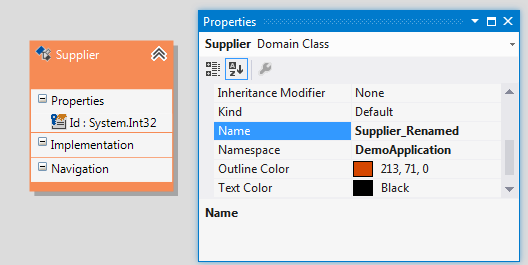 Supplier
Properties
Id : System.Int32
Implementation
Navigation
Properties
Supplier Domain Class
Inheritance Modifier None
Kind Default
Name Supplier_Renamed
Namespace DemoApplication
Outline Color 213, 71, 0
Text Color Black
Name